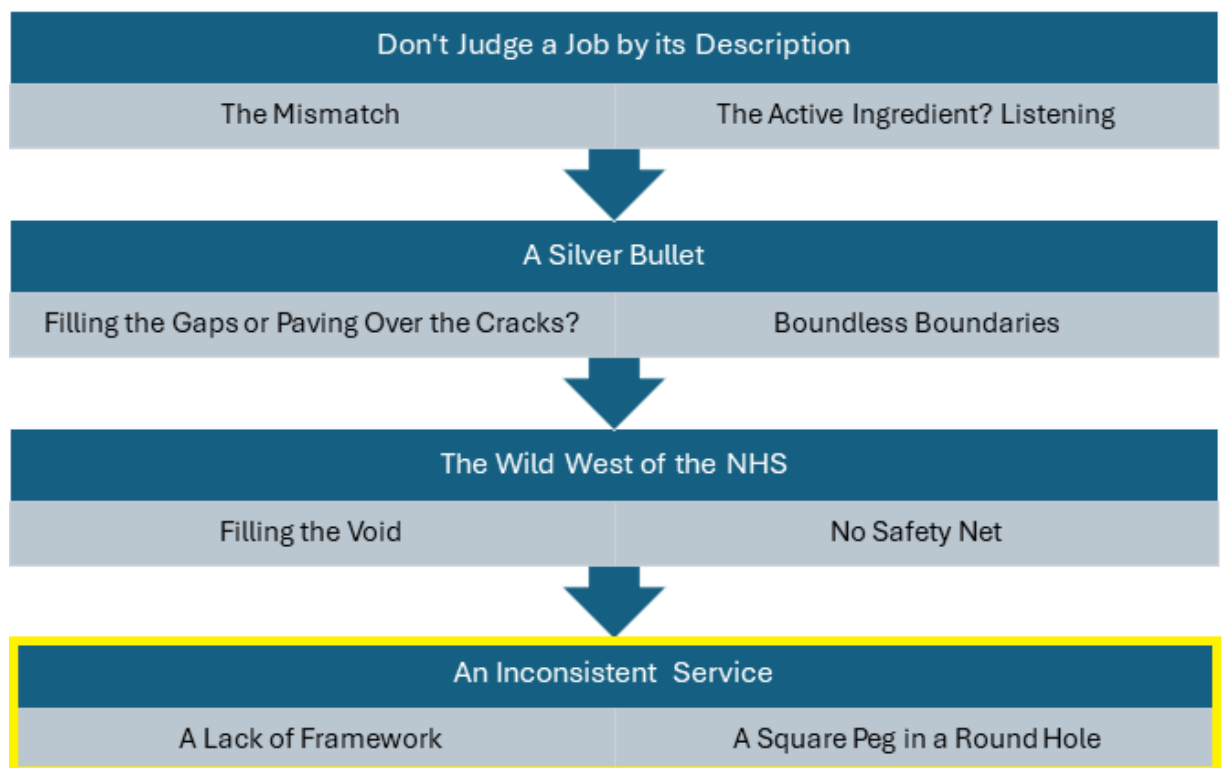 Don't Judge a Job by its Description
The Mismatch
The Active Ingredient? Listening
A Silver Bullet
Filling the Gaps or Paving Over the Cracks?
Boundless Boundaries
The Wild West of the NHS
Filling the Void
No Safety Net
An Inconsistent Service
A Lack of Framework
A Square Peg in a Round Hole